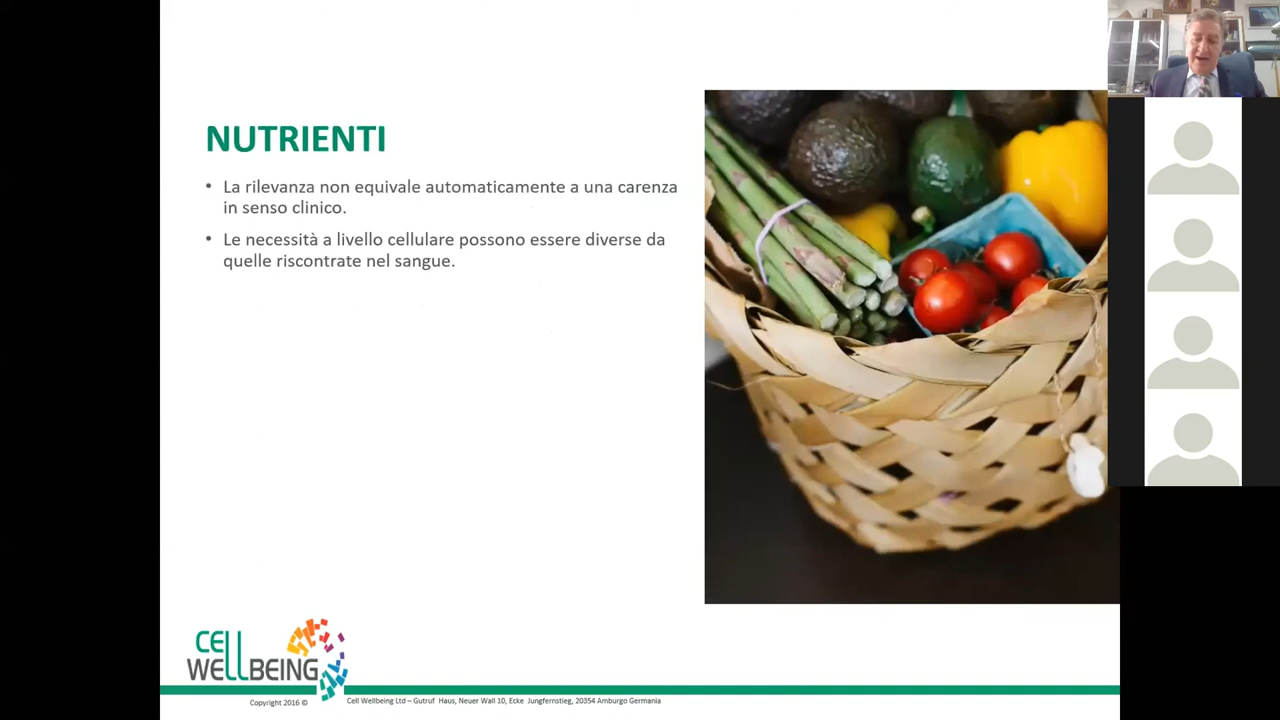 NUTRIENTI
• La rilevanza non equivale automaticamente a una carenza
in senso clinico.
• Le necessità a livello cellulare possono essere diverse da
quelle riscontrate nel sangue.
CELL
WELLBEING
Copyright 2016 ©
Cell Wellbeing Ltd – Gutruf Haus, Neuer Wall 10, Ecke Jungfernstieg, 20354 Amburgo Germania